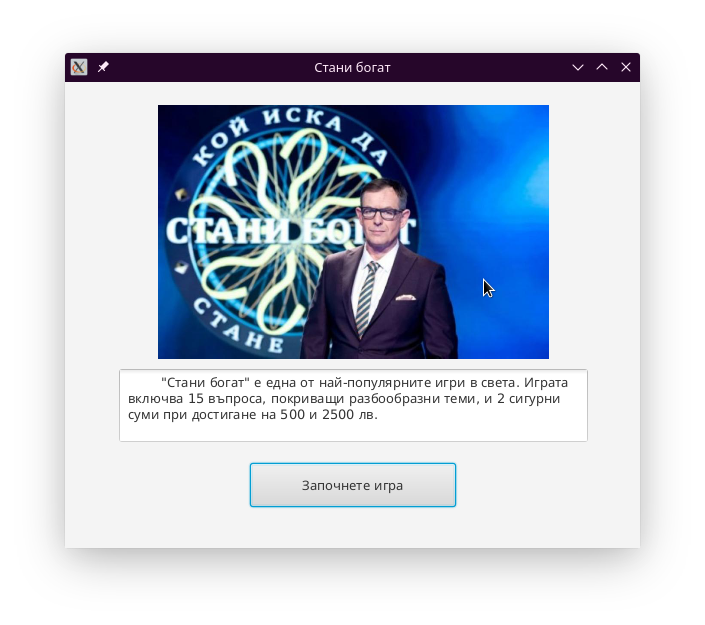 Стани богат
КОЙ ИСКА ДА
СТАНИ БОГАТ
СТАНЕ
"Стани богат" е една от най-популярните игри в света. Играта
включва 15 въпроса, покриващи разбообразни теми, и 2 сигурни
суми при достигане на 500 и 2500 лв.
Започнете игра